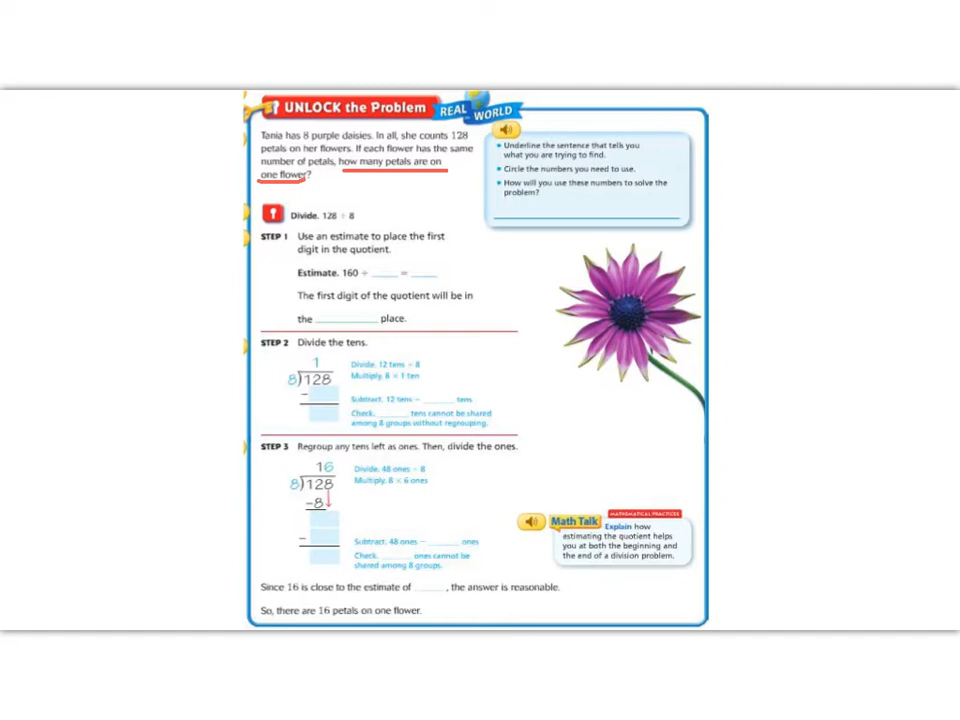 UNLOCK the Problem REAL WORLD
Tania has 8 purple daisies. In all, she counts 128
petals on her flowers. If each flower has the same
number of petals, how many petals are on
one flower?
• Underline the sentence that tells you
what you are trying to find.
• Circle the numbers you need to use.
• How will you use these numbers to solve the
problem?
Divide. 128 ÷ 8
STEP 1 Use an estimate to place the first
digit in the quotient.
Estimate. 160 ÷ ____ = ____
The first digit of the quotient will be in
the ____ place.
STEP 2 Divide the tens.
1
8)128
−
Divide. 12 tens ÷ 8
Multiply. 8 × 1 ten
Subtract. 12 tens − ____ tens
Check. ____ tens cannot be shared
among 8 groups without regrouping.
STEP 3 Regroup any tens left as ones. Then, divide the ones.
16
8)128
−8↓
−
Divide. 48 ones ÷ 8
Multiply. 8 × 6 ones
Subtract. 48 ones − ____ ones
Check. ____ ones cannot be
shared among 8 groups.
MATHEMATICAL PRACTICES
Math Talk Explain how
estimating the quotient helps
you at both the beginning and
the end of a division problem.
Since 16 is close to the estimate of ____, the answer is reasonable.
So, there are 16 petals on one flower.